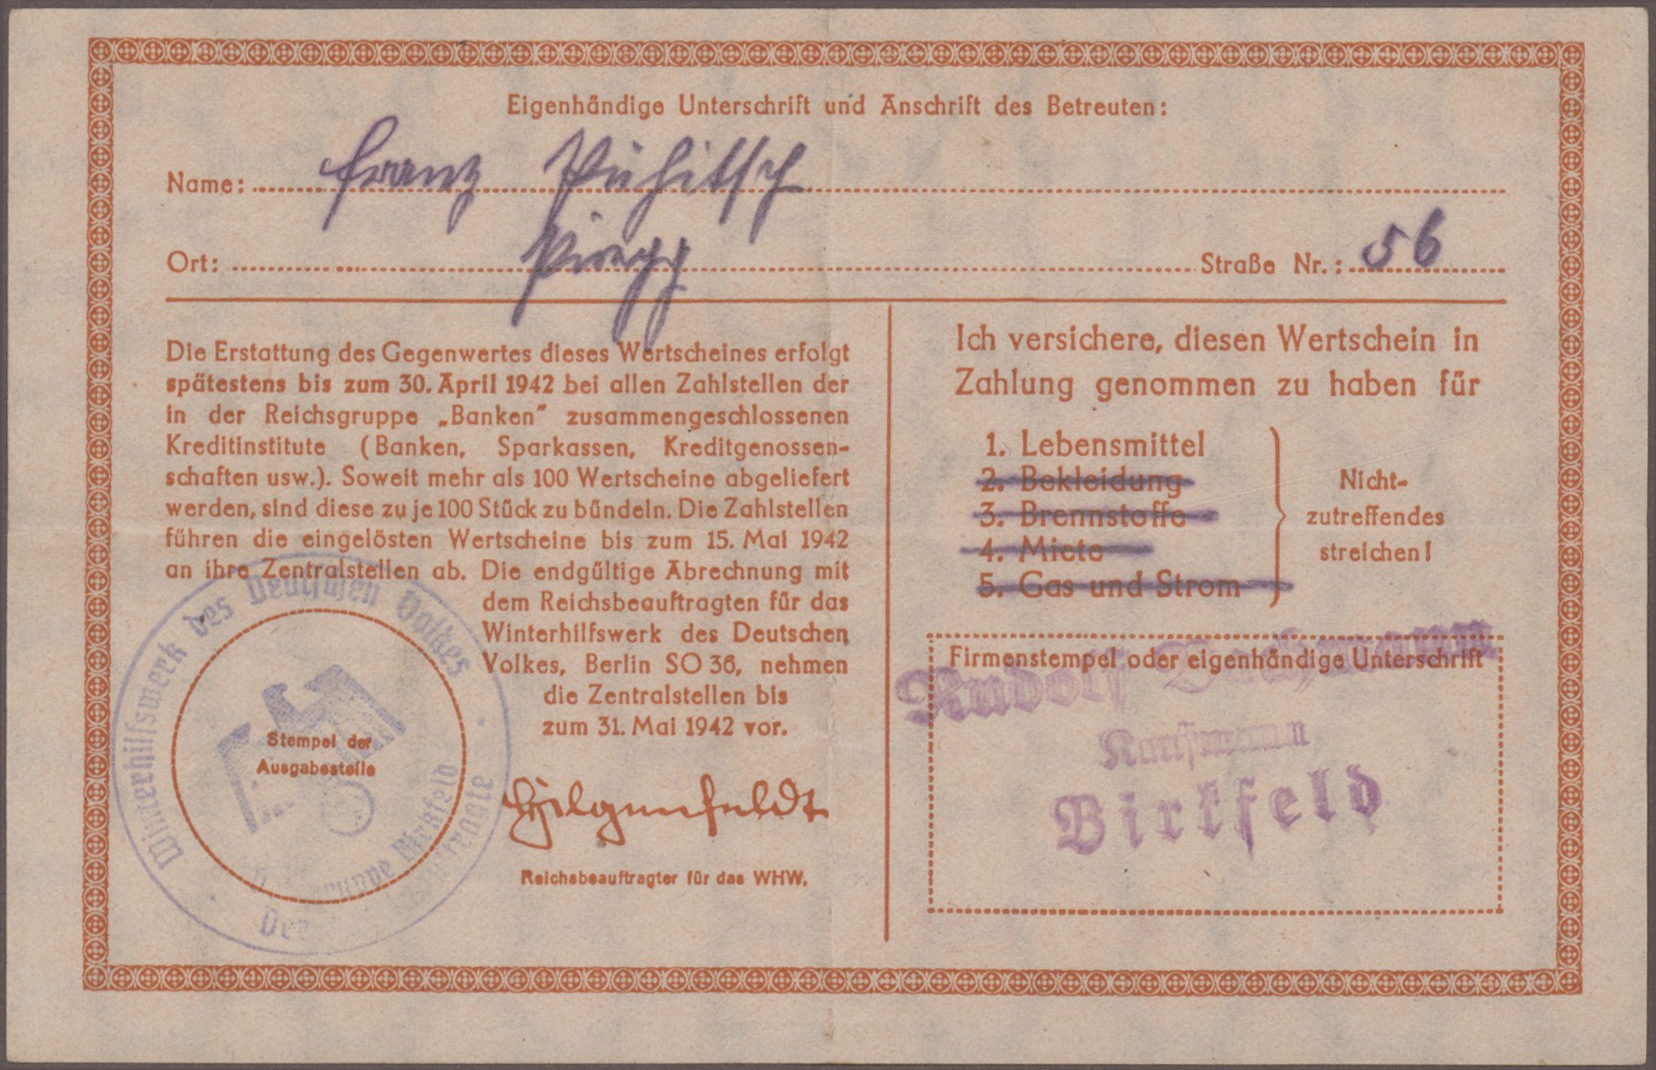 Eigenhändige Unterschrift und Anschrift des Betreuten:
Name: Franz
Ort: Piregg Straße Nr.: 56
Die Erstattung des Gegenwertes dieses Wertscheines erfolgt
spätestens bis zum 30. April 1942 bei allen Zahlstellen der
in der Reichsgruppe „Banken" zusammengeschlossenen
Kreditinstitute (Banken, Sparkassen, Kreditgenossen-
schaften usw.). Soweit mehr als 100 Wertscheine abgeliefert
werden, sind diese zu je 100 Stück zu bündeln. Die Zahlstellen
führen die eingelösten Wertscheine bis zum 15. Mai 1942
an ihre Zentralstellen ab. Die endgültige Abrechnung mit
dem Reichsbeauftragten für das
Winterhilfswerk des Deutschen
Volkes, Berlin SO 36, nehmen
die Zentralstellen bis
zum 31. Mai 1942 vor.
Hilgenfeldt
Reichsbeauftragter für das WHW.
Winterhilfswerk des Deutschen Volkes
Birkfeld
Stempel der
Ausgabestelle
Ich versichere, diesen Wertschein in
Zahlung genommen zu haben für
1. Lebensmittel
2. Bekleidung
3. Brennstoffe
4. Miete
5. Gas und Strom
Nicht-
zutreffendes
streichen!
Firmenstempel oder eigenhändige Unterschrift
Rudolf Bachmann
Kaufmann
Birkfeld